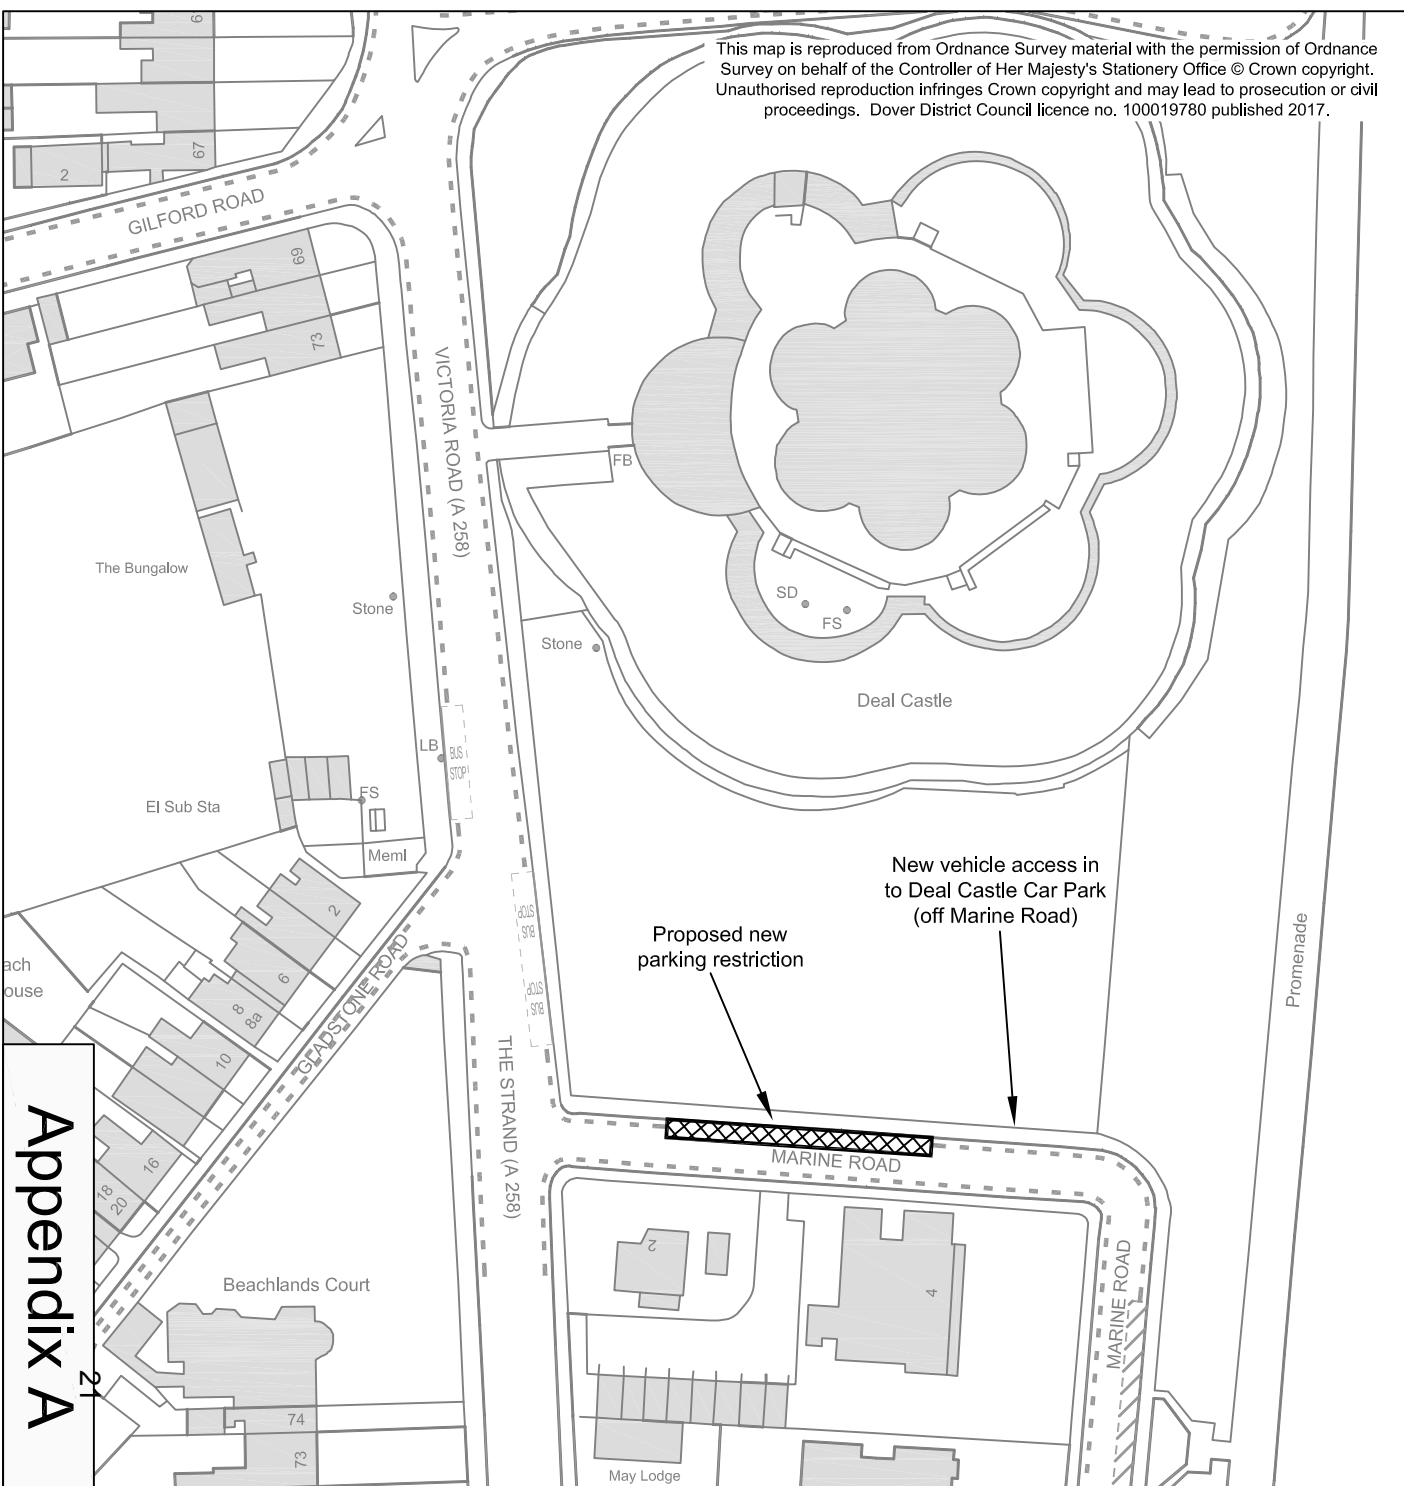 This map is reproduced from Ordnance Survey material with the permission of Ordnance
Survey on behalf of the Controller of Her Majesty's Stationery Office © Crown copyright.
Unauthorised reproduction infringes Crown copyright and may lead to prosecution or civil
proceedings. Dover District Council licence no. 100019780 published 2017.
67
2
GILFORD ROAD
69
73
VICTORIA ROAD (A 258)
FB
The Bungalow
Stone
SD
FS
Stone
Deal Castle
LB
BUS
STOP
FS
El Sub Sta
Meml
New vehicle access in
to Deal Castle Car Park
(off Marine Road)
Proposed new
parking restriction
Promenade
BUS
STOP
BUS
STOP
2
6
8
8a
10
16
18
20
ach
ouse
GLADSTONE ROAD
THE STRAND (A 258)
MARINE ROAD
MARINE ROAD
2
4
Beachlands Court
74
73
May Lodge
Appendix A
21